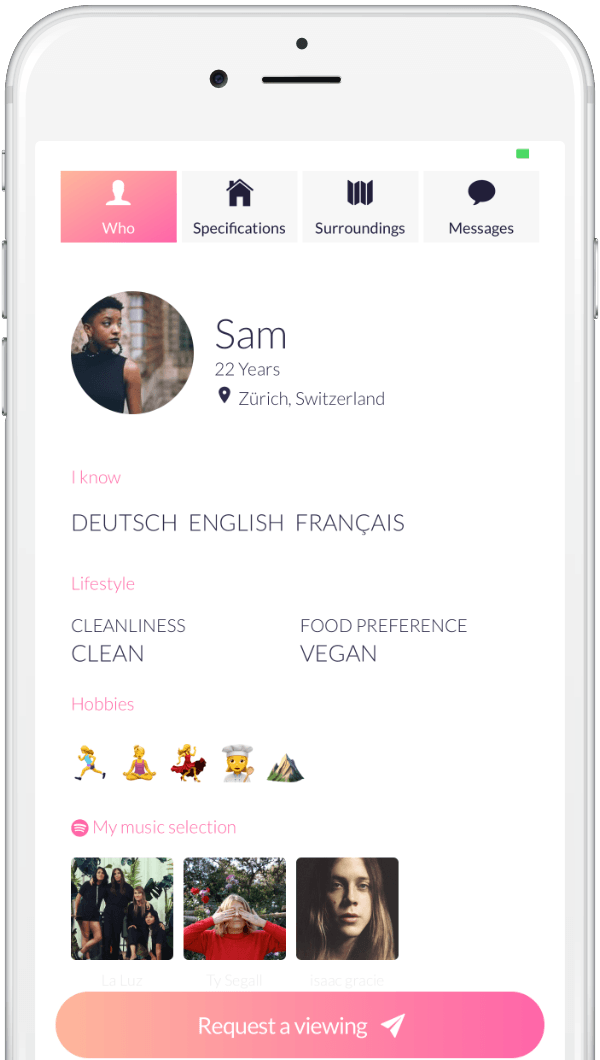 Who
Specifications
Surroundings
Messages
Sam
22 Years
Zürich, Switzerland
I know
DEUTSCH ENGLISH FRANÇAIS
Lifestyle
CLEANLINESS
CLEAN
FOOD PREFERENCE
VEGAN
Hobbies
My music selection
La Luz
Ty Segall
isaac gracie
Request a viewing